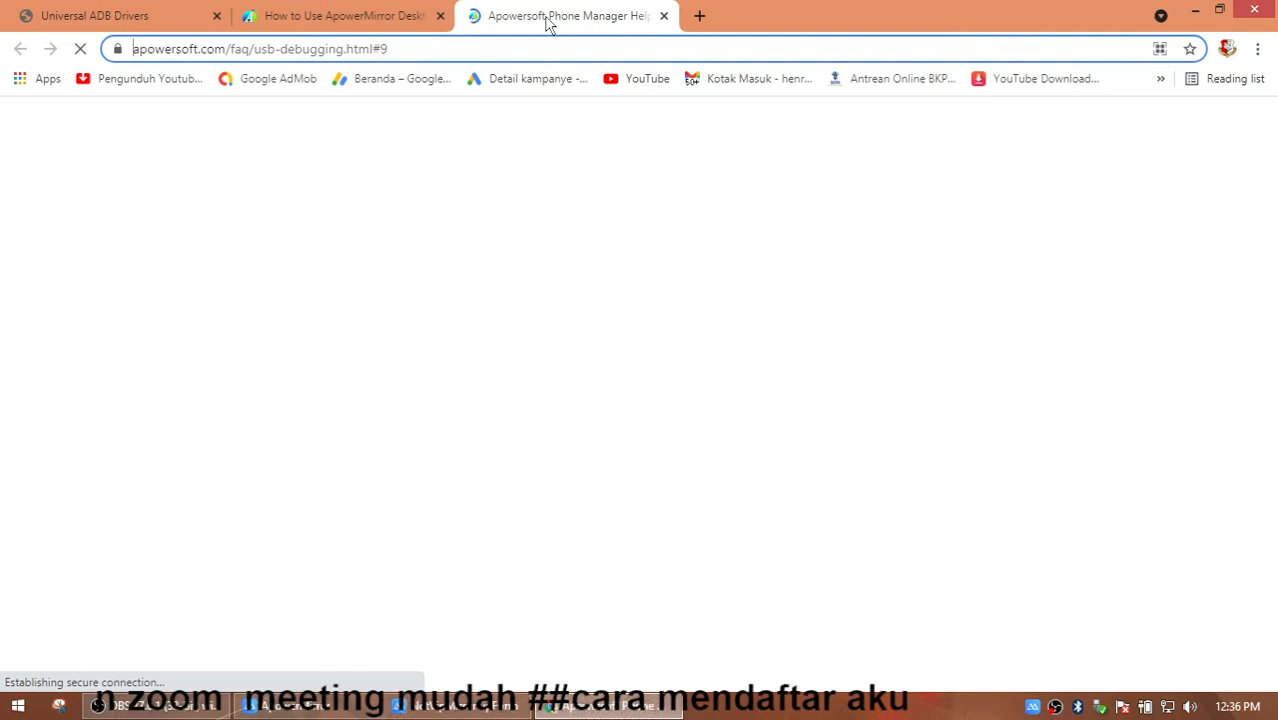 Universal ADB Drivers
How to Use ApowerMirror Deskt
Apowersoft Phone Manager Help
apowersoft.com/faq/usb-debugging.html#9
Apps
Pengunduh Youtub...
Google AdMob
Beranda – Google...
Detail kampanye -...
YouTube
Kotak Masuk - henr...
Antrean Online BKP...
YouTube Download...
»
Reading list
Establishing secure connection...
n zoom meeting mudah ##cara mendaftar aku
12:36 PM